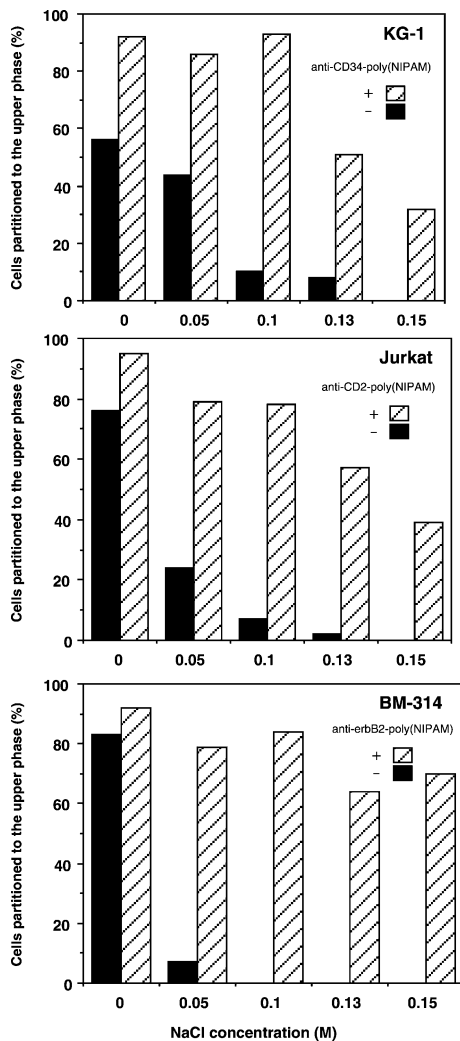 KG-1
anti-CD34-poly(NIPAM)
+
-
Cells partitioned to the upper phase (%)
100
80
60
40
20
0
0 0.05 0.1 0.13 0.15
Jurkat
anti-CD2-poly(NIPAM)
+
-
Cells partitioned to the upper phase (%)
100
80
60
40
20
0
0 0.05 0.1 0.13 0.15
BM-314
anti-erbB2-poly(NIPAM)
+
-
Cells partitioned to the upper phase (%)
100
80
60
40
20
0
0 0.05 0.1 0.13 0.15
NaCl concentration (M)